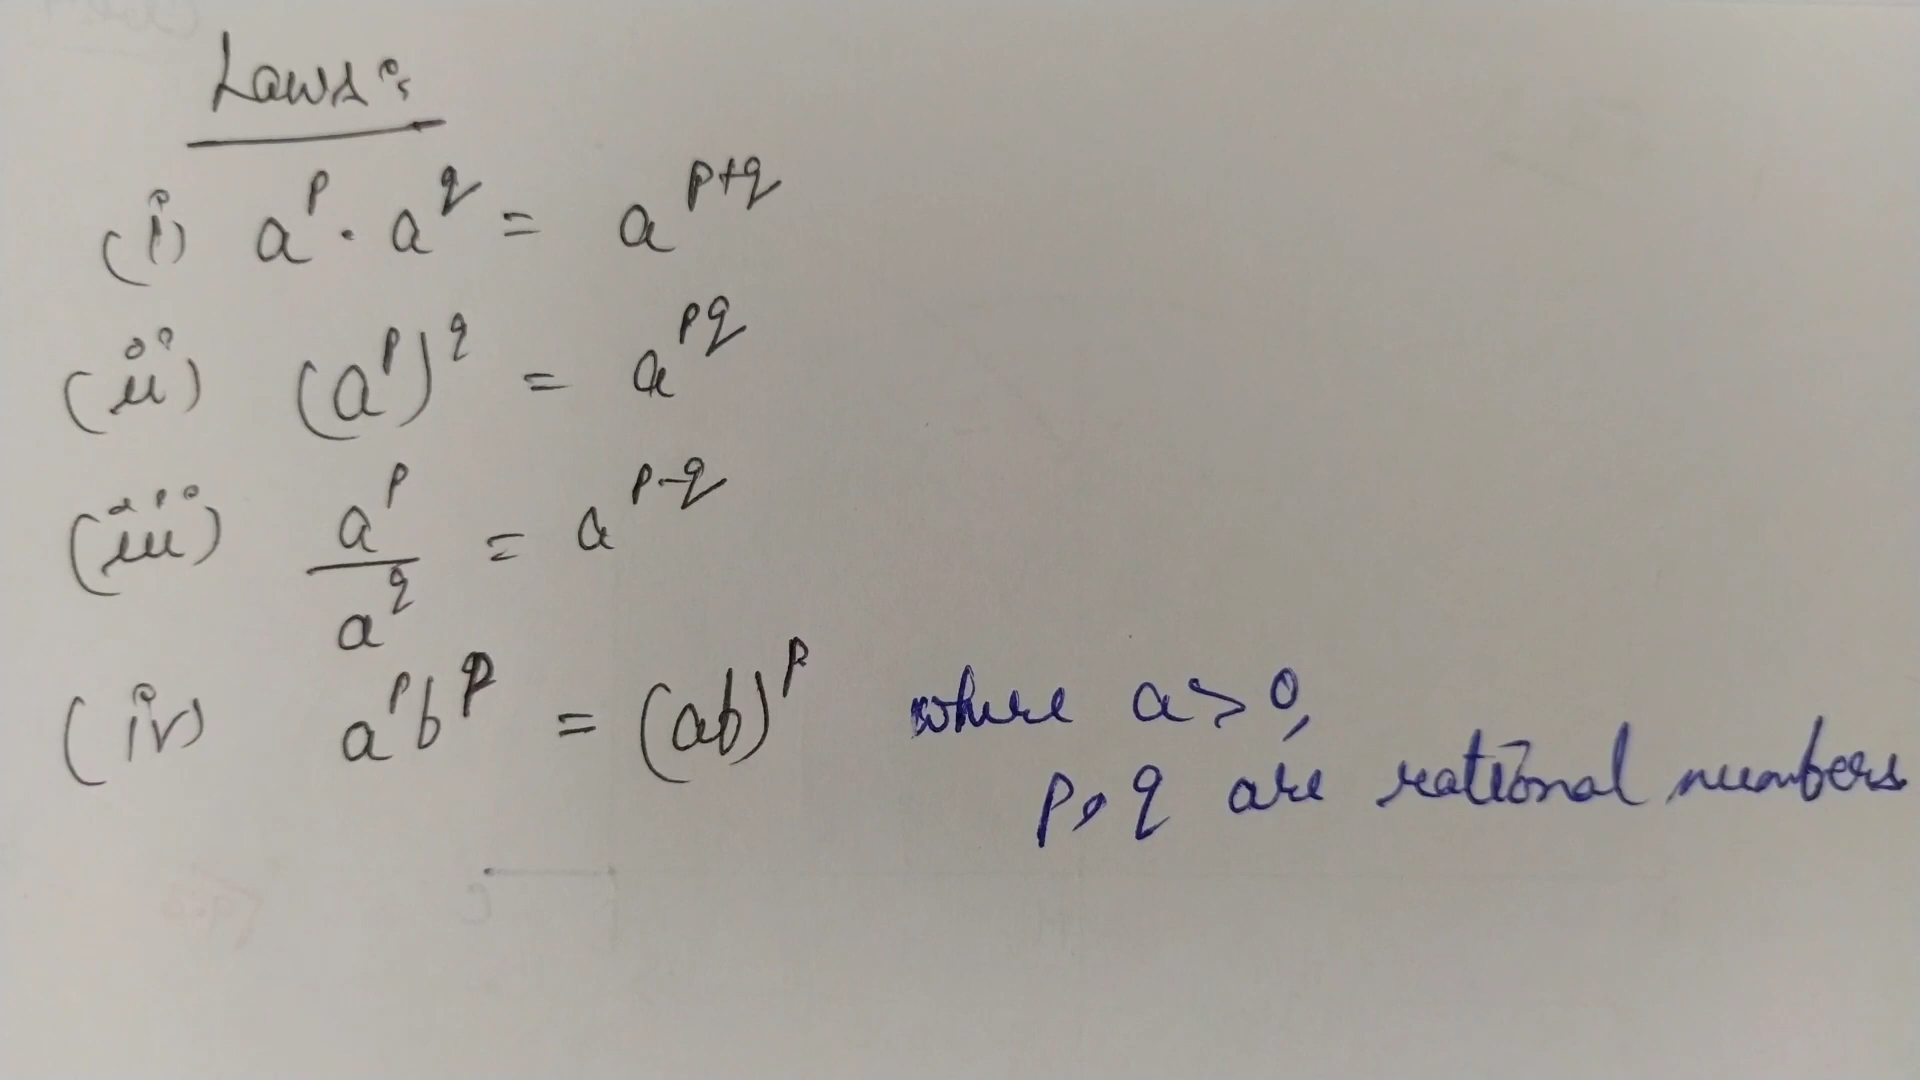 Laws:
(i) a^p · a^q = a^{p+q}
(ii) (a^p)^q = a^{pq}
(iii) a^p / a^q = a^{p-q}
(iv) a^p b^p = (ab)^p where a > 0,
p, q are rational numbers